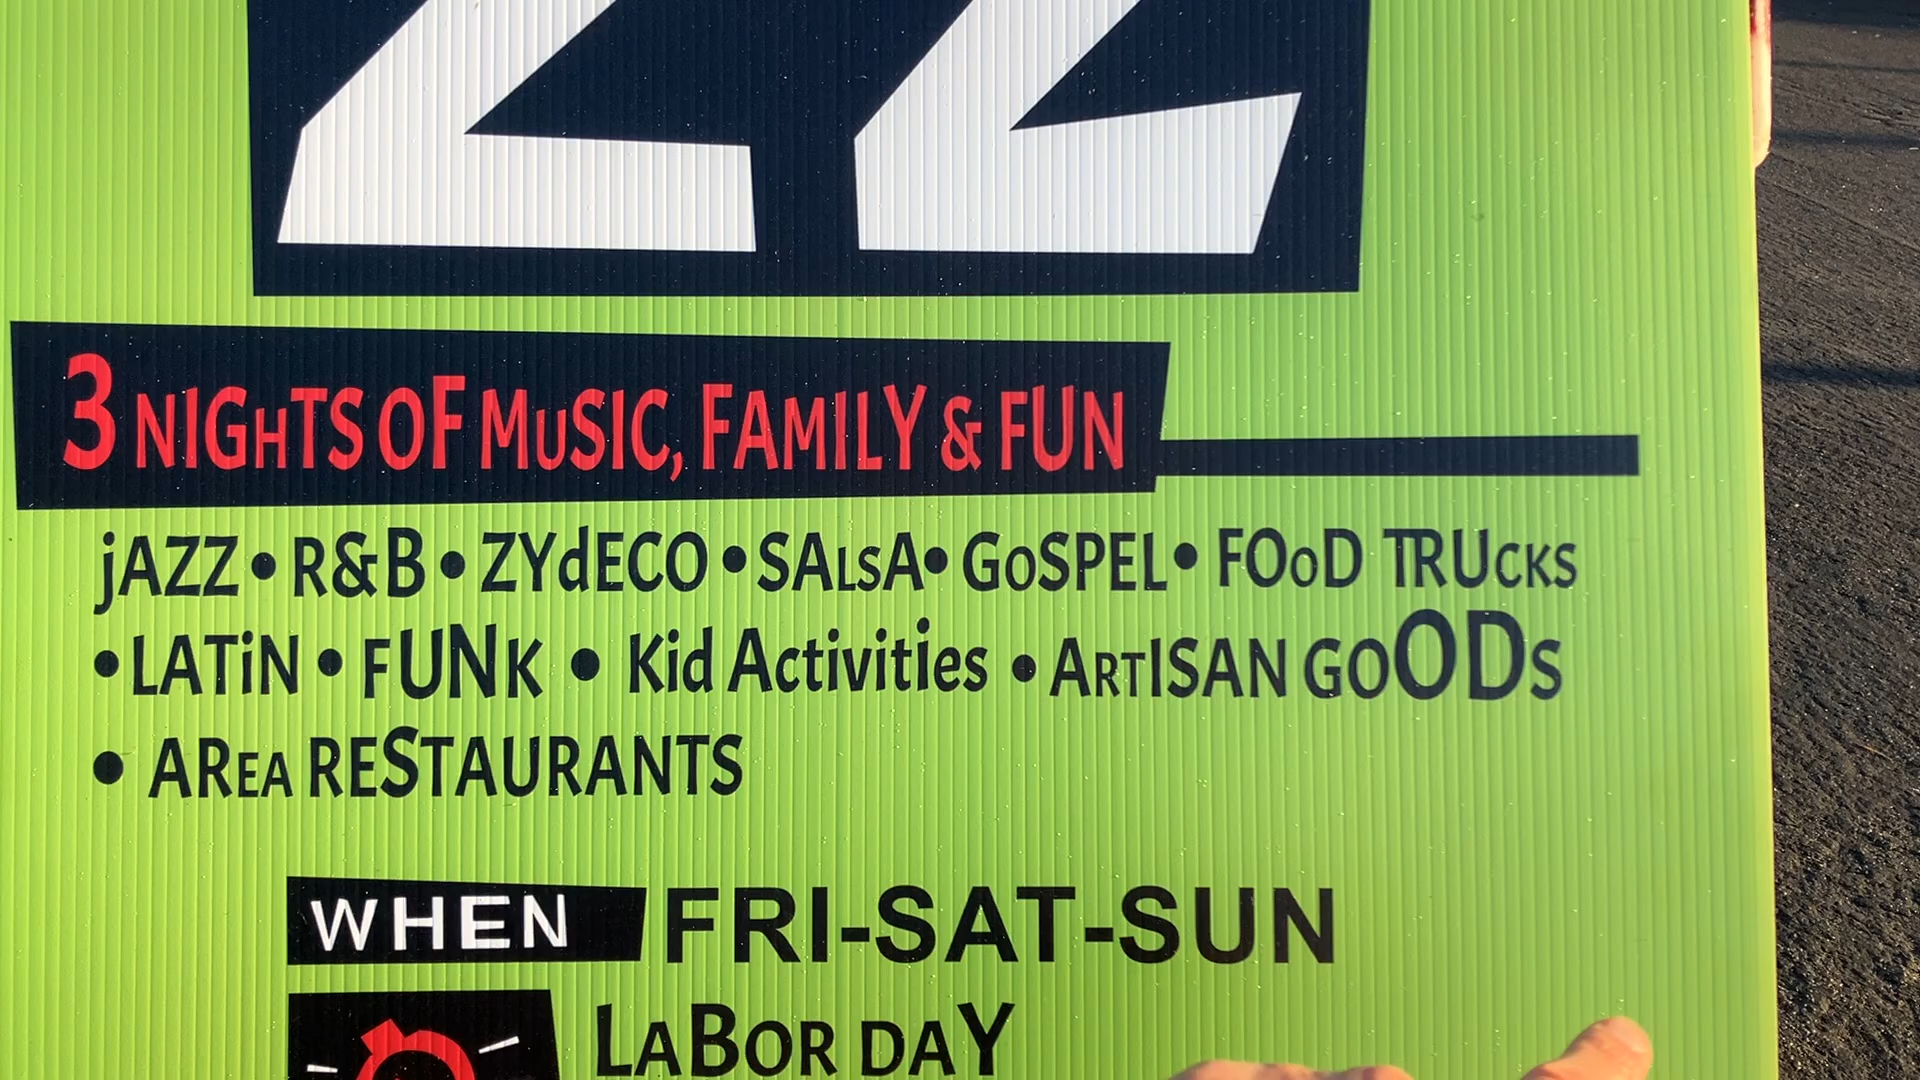 ZZ
3 NIGHTS OF MUSIC, FAMILY & FUN
jAZZ • R&B • ZYdECO • SALSA • GoSPEL • FOoD TRUCKS
• LATiN • FUNK • Kid Activities • ARTISAN GOODS
• AREA RESTAURANTS
WHEN FRI-SAT-SUN
LABOR DAY